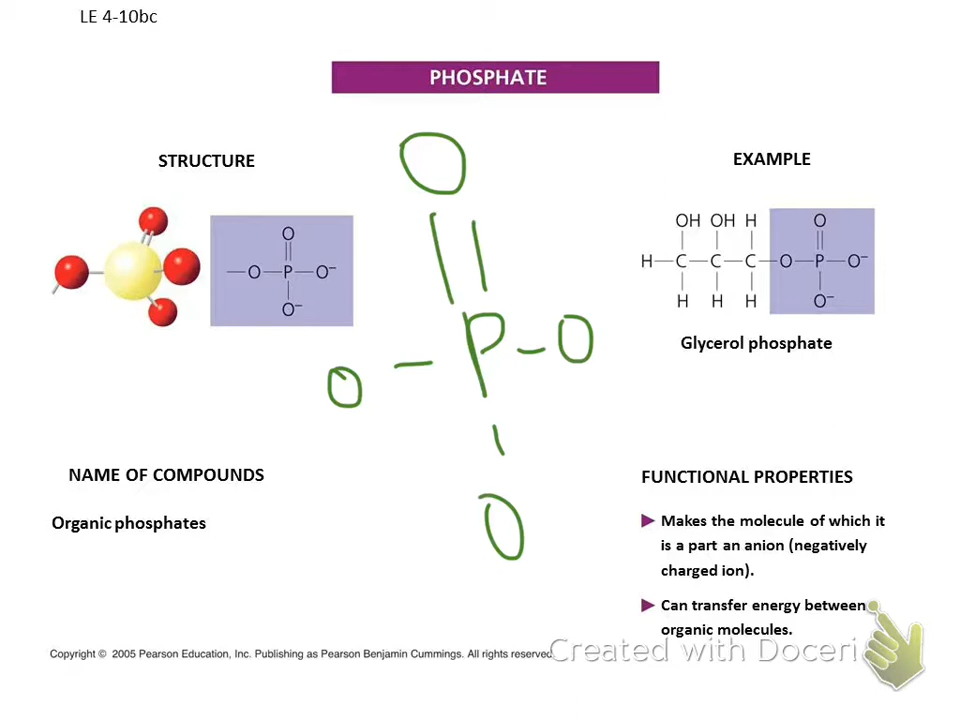 LE 4-10bc
PHOSPHATE
STRUCTURE
EXAMPLE
O
—O—P—O⁻
O⁻
OH OH H O
H—C—C—C—O—P—O⁻
H H H O⁻
Glycerol phosphate
O
P-O
O-
O
NAME OF COMPOUNDS
Organic phosphates
FUNCTIONAL PROPERTIES
Makes the molecule of which it
is a part an anion (negatively
charged ion).
Can transfer energy between
organic molecules.
Copyright © 2005 Pearson Education, Inc. Publishing as Pearson Benjamin Cummings. All rights reserved.
Created with Doceri